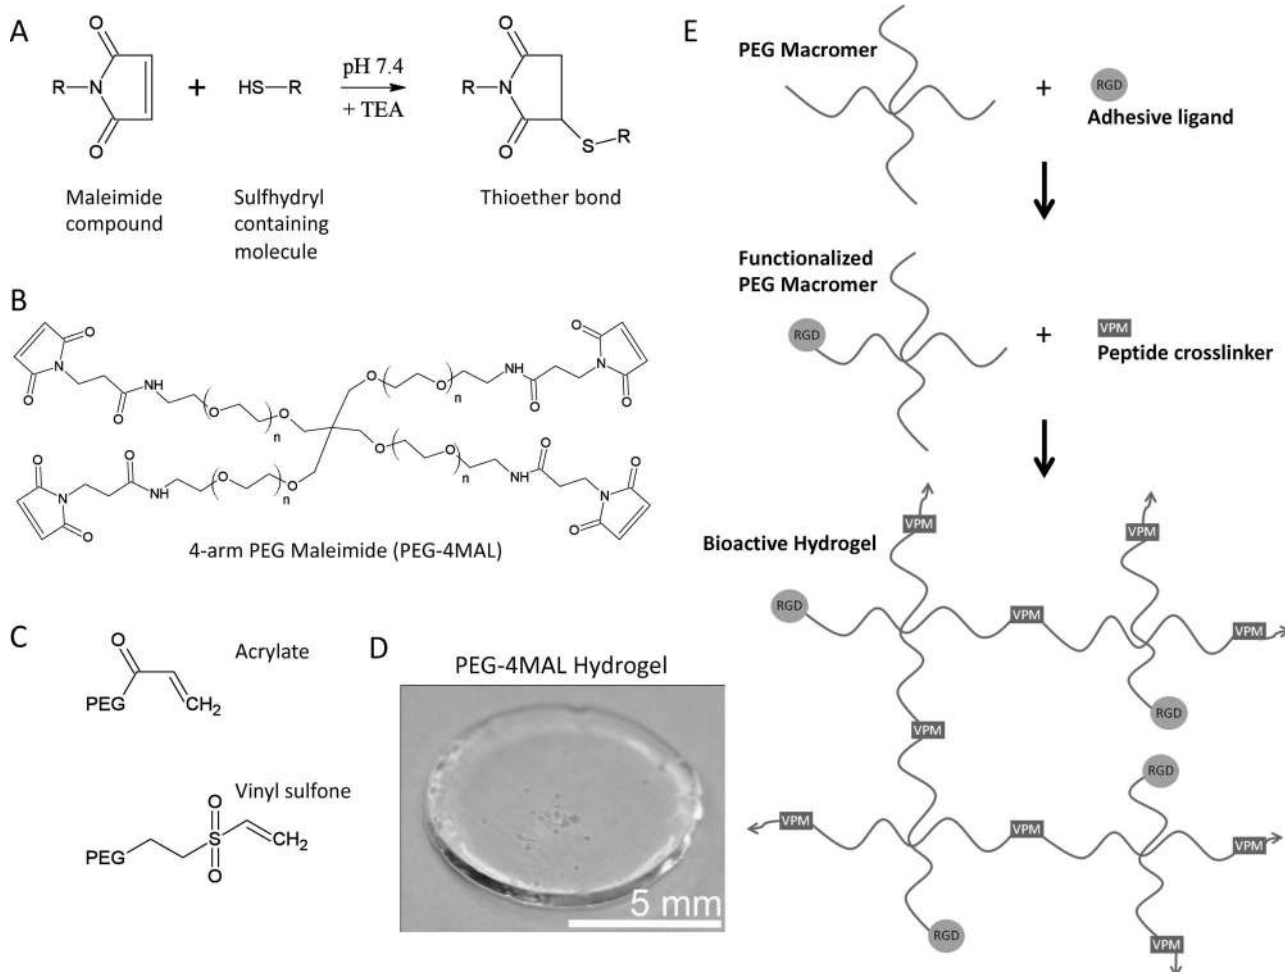 A
O
R
N
O
+
HS—R
pH 7.4
+ TEA
O
R
N
O
S
R
Maleimide
compound
Sulfhydryl
containing
molecule
Thioether bond
B
O
N
O
O
NH
O
n
O
O
O
n
O
NH
O
N
O
O
O
N
O
O
NH
O
n
O
O
O
n
O
NH
O
N
O
O
4-arm PEG Maleimide (PEG-4MAL)
C
O
PEG
CH2
Acrylate
Vinyl sulfone
O
PEG
S
CH2
O
D
PEG-4MAL Hydrogel
5 mm
E
PEG Macromer
+
RGD
Adhesive ligand
Functionalized
PEG Macromer
RGD
+
VPM
Peptide crosslinker
Bioactive Hydrogel
VPM
VPM
RGD
VPM
VPM
RGD
VPM
RGD
VPM
VPM
VPM
RGD
VPM